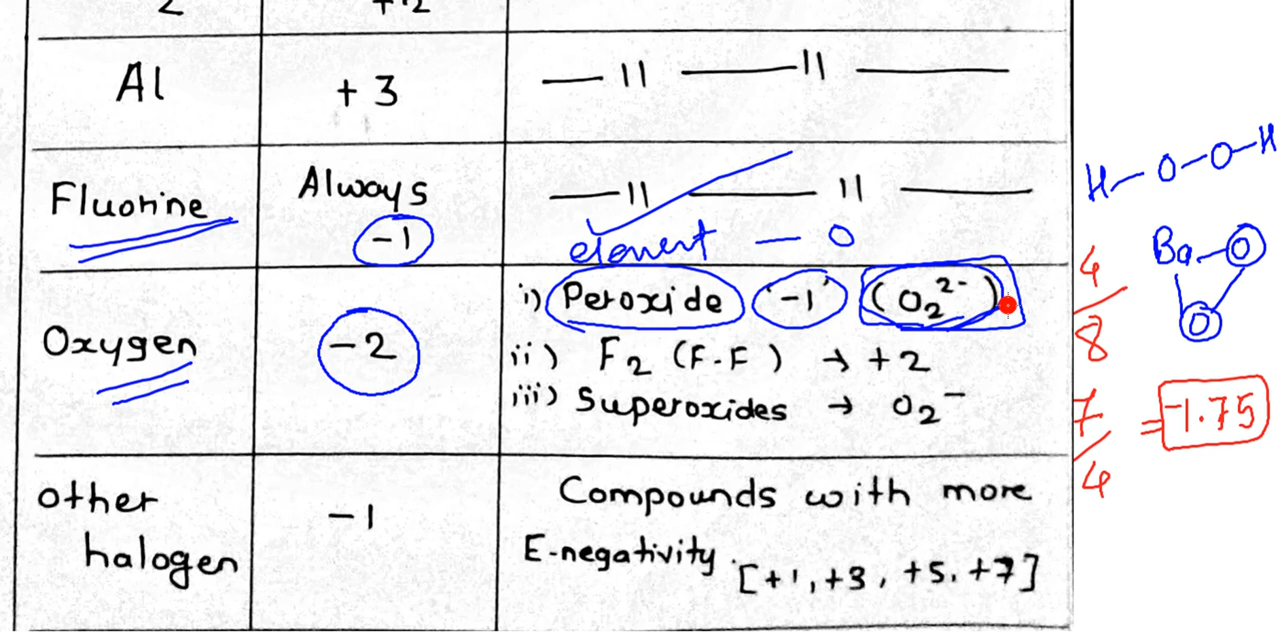 2 +2
Al + 3 — 11 — 11 —
Fluorine Always -1 — 11 — 11 —
element — 0
Oxygen -2 i) Peroxide '-1' (O₂²⁻)
ii) F₂ (F-F) → +2
iii) Superoxides → O₂⁻
other halogen -1 Compounds with more
E-negativity. [+1, +3, +5, +7]
H-O-O-H
Ba-O
O
4/8
7/4 = -1.75